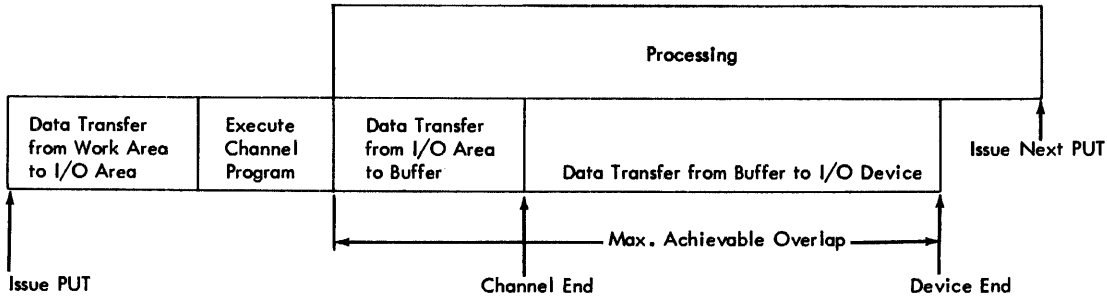 Processing
Data Transfer
from Work Area
to I/O Area
Execute
Channel
Program
Data Transfer
from I/O Area
to Buffer
Data Transfer from Buffer to I/O Device
Issue Next PUT
Max. Achievable Overlap
Issue PUT
Channel End
Device End